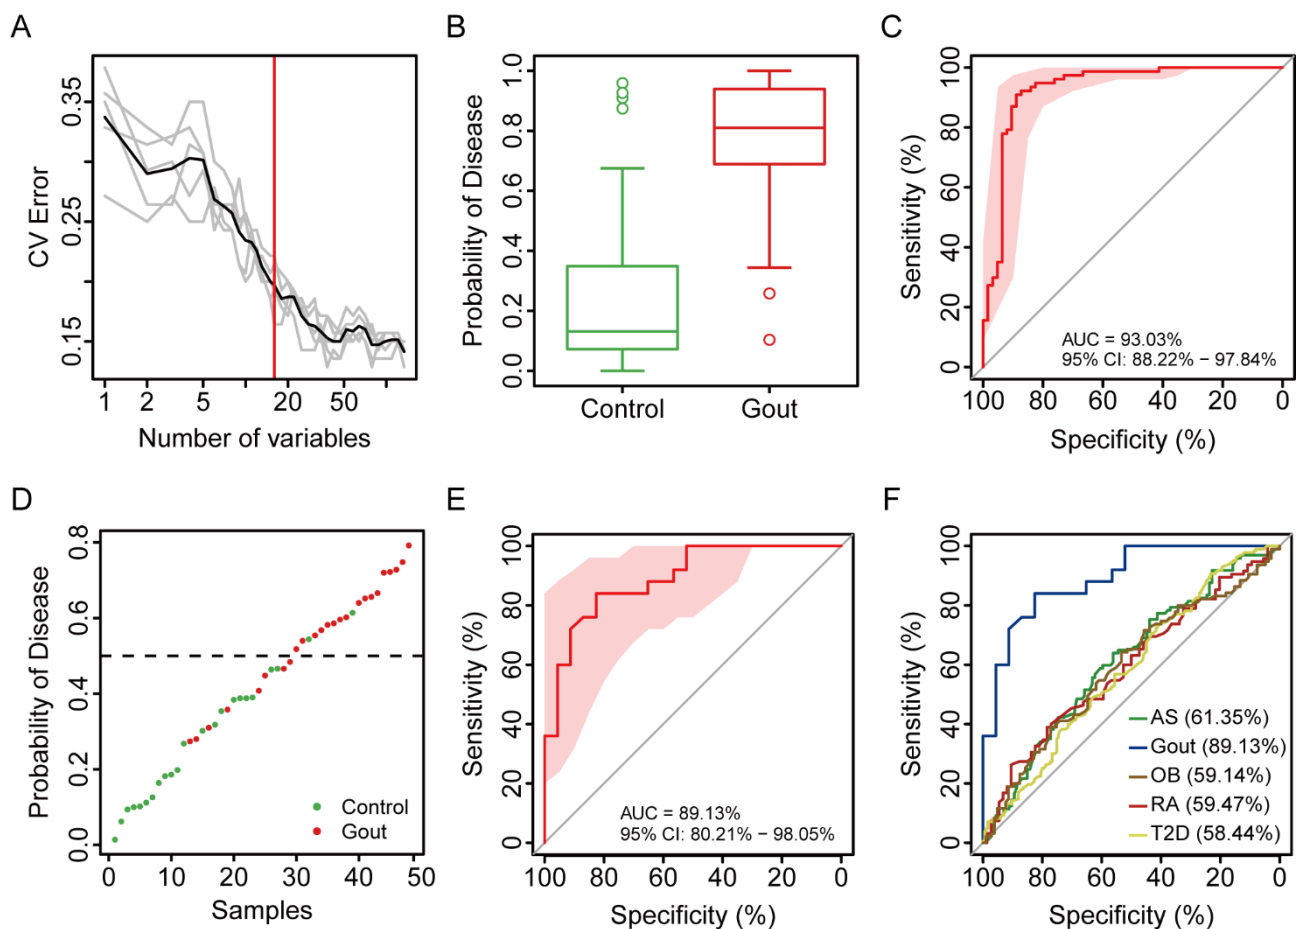 A
CV Error
0.35
0.25
0.15
1 2 5 20 50
Number of variables
B
Probability of Disease
1.0
0.8
0.6
0.4
0.2
0.0
Control Gout
C
Sensitivity (%)
100
80
60
40
20
0
AUC = 93.03%
95% CI: 88.22% − 97.84%
100 80 60 40 20 0
Specificity (%)
D
Probability of Disease
0.8
0.6
0.4
0.2
0.0
Control
Gout
0 10 20 30 40 50
Samples
E
Sensitivity (%)
100
80
60
40
20
0
AUC = 89.13%
95% CI: 80.21% − 98.05%
100 80 60 40 20 0
Specificity (%)
F
Sensitivity (%)
100
80
60
40
20
0
AS (61.35%)
Gout (89.13%)
OB (59.14%)
RA (59.47%)
T2D (58.44%)
100 80 60 40 20 0
Specificity (%)